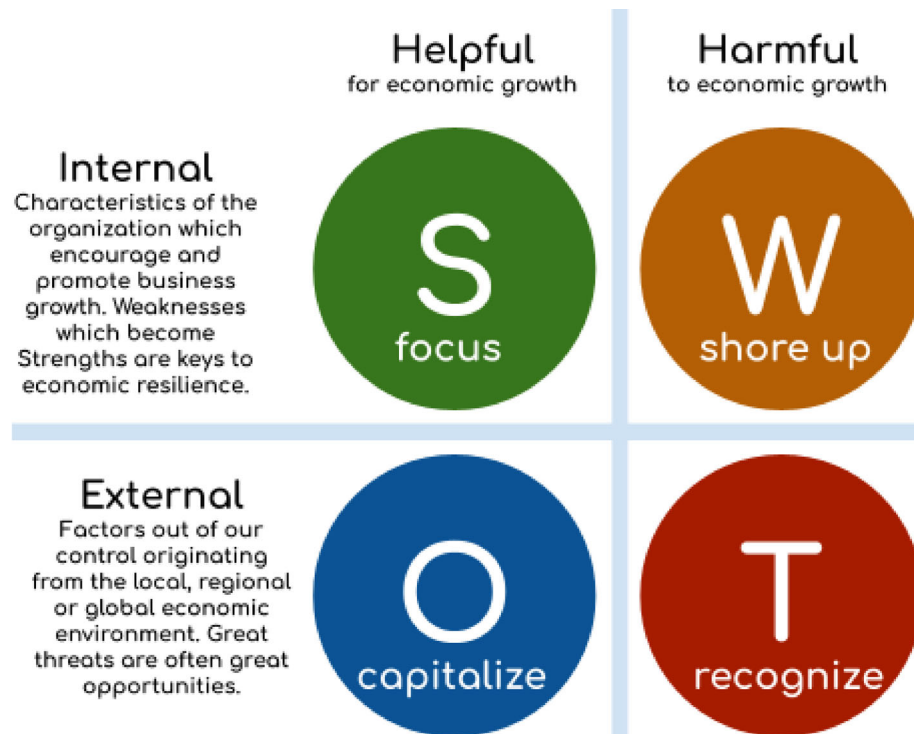 Helpful
for economic growth
Harmful
to economic growth
Internal
Characteristics of the
organization which
encourage and
promote business
growth. Weaknesses
which become
Strengths are keys to
economic resilience.
S
focus
W
shore up
External
Factors out of our
control originating
from the local, regional
or global economic
environment. Great
threats are often great
opportunities.
O
capitalize
T
recognize